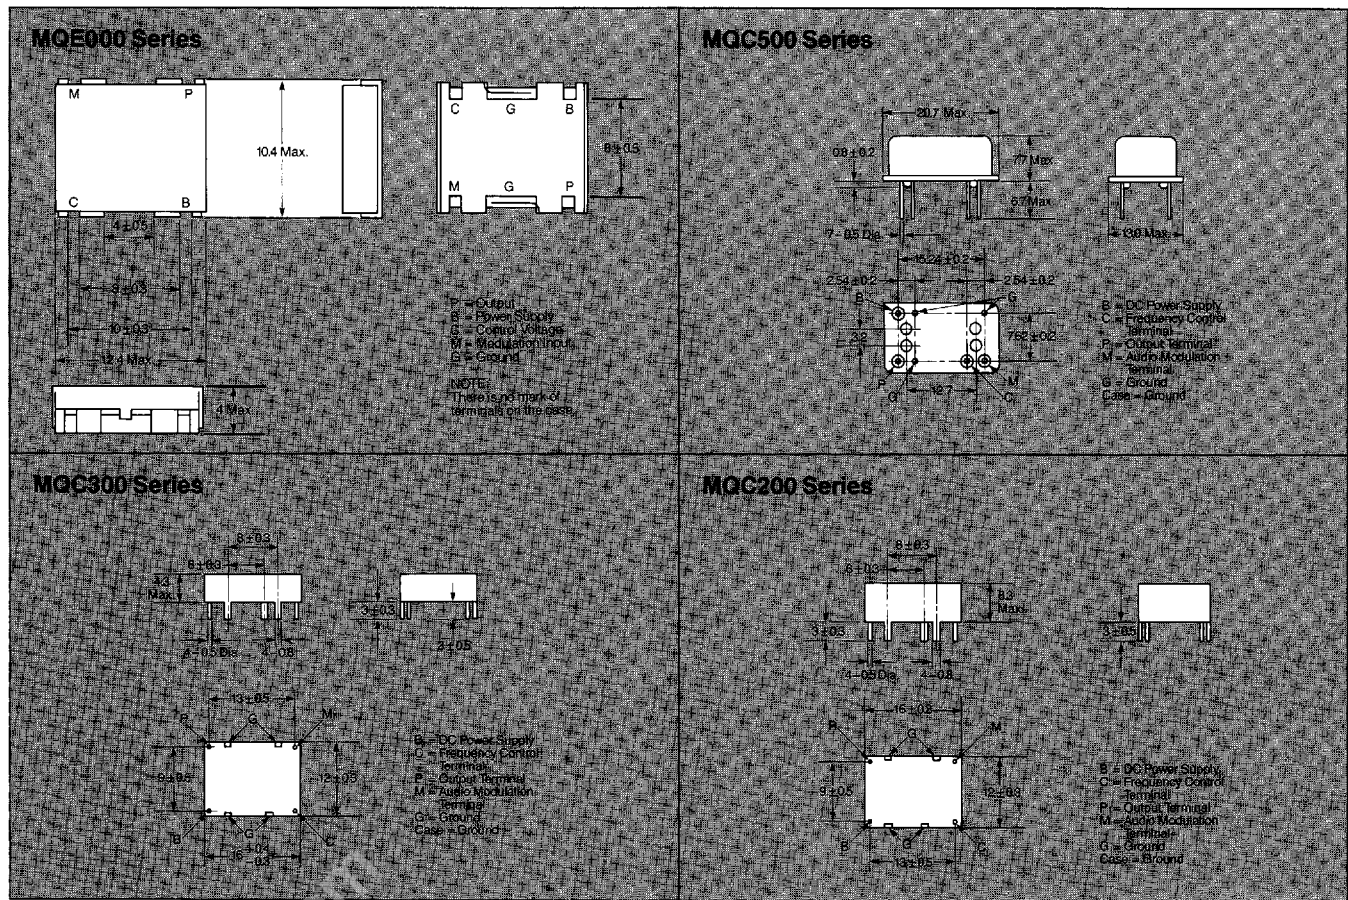 MQE000 Series
M P
10.4 Max.
C B
4±0.5
8±0.3
10±0.3
12.4 Max.
4 Max.
C G B
8±0.5
M G P
P = Output
B = Power Supply
C = Control Voltage
M = Modulation Input
G = Ground
NOTE:
There is no mark of
terminals on the case.
MQC500 Series
20.7 Max.
0.8±0.2
7.7 Max.
6.7 Max.
7–0.5 Dia.
13.0 Max.
15.24±0.2
2.54±0.2
2.54±0.2
B
G
7.62±0.2
P
G
12.7
M
C
B = DC Power Supply
C = Frequency Control
Terminal
P = Output Terminal
M = Audio Modulation
Terminal
G = Ground
Case = Ground
MQC300 Series
8±0.3
6±0.3
Max.
3±0.3
3±0.5
4–0.5 Dia.
4–0.8
13±0.5
P G M
9±0.5
12±0.3
B G C
B = DC Power Supply
C = Frequency Control
Terminal
P = Output Terminal
M = Audio Modulation
Terminal
G = Ground
Case = Ground
MQC200 Series
8±0.3
6±0.3
8.3
Max.
3±0.3
3±0.5
4–0.5 Dia.
4–0.8
16±0.3
P G M
9±0.5
12±0.3
B G C
13±0.5
B = DC Power Supply
C = Frequency Control
Terminal
P = Output Terminal
M = Audio Modulation
Terminal
G = Ground
Case = Ground